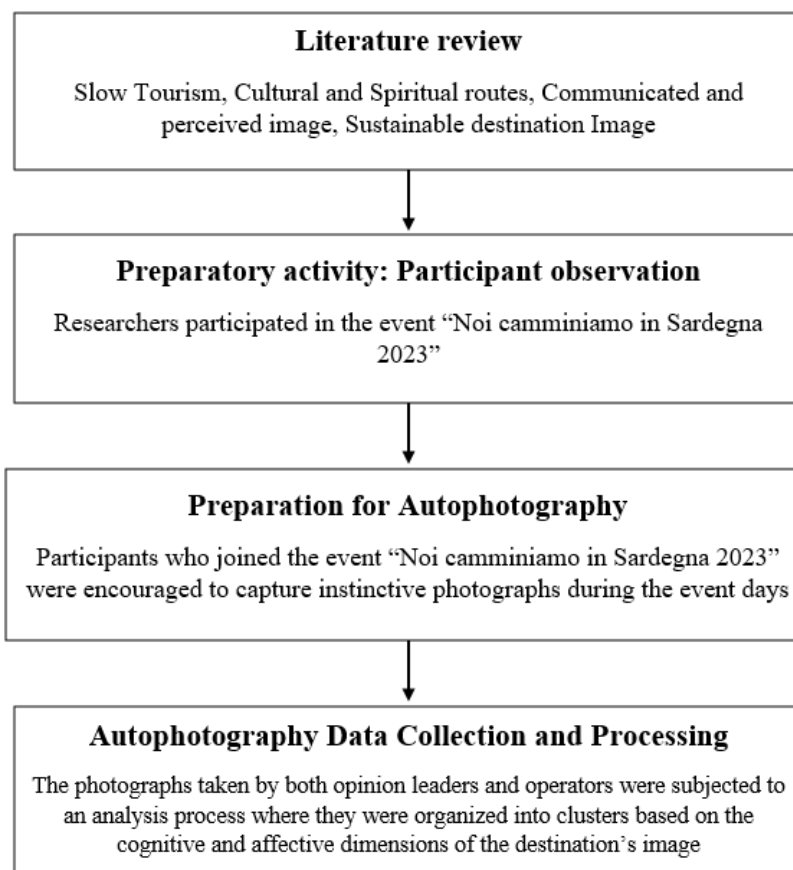 Literature review
Slow Tourism, Cultural and Spiritual routes, Communicated and
perceived image, Sustainable destination Image
Preparatory activity: Participant observation
Researchers participated in the event “Noi camminiamo in Sardegna
2023”
Preparation for Autophotography
Participants who joined the event “Noi camminiamo in Sardegna 2023”
were encouraged to capture instinctive photographs during the event days
Autophotography Data Collection and Processing
The photographs taken by both opinion leaders and operators were subjected to
an analysis process where they were organized into clusters based on the
cognitive and affective dimensions of the destination’s image